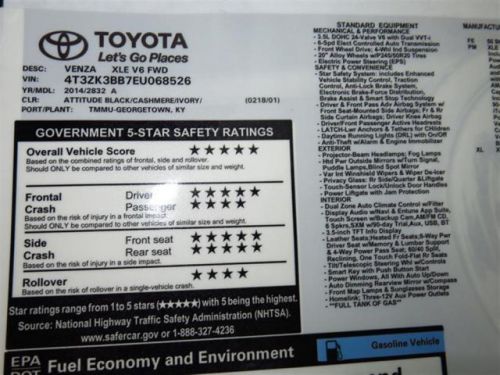 TOYOTA
Let's Go Places
DESC: VENZA XLE V6 FWD
VIN: 4T3ZK3BB7EU068526
YR/MDL: 2014/2832 A
CLR: ATTITUDE BLACK/CASHMERE/IVORY/ (0218/01)
PORT/PLANT: TMMU-GEORGETOWN, KY
GOVERNMENT 5-STAR SAFETY RATINGS
Overall Vehicle Score ★★★★★
Based on the combined ratings of frontal, side and rollover.
Should ONLY be compared to other vehicles of similar size and weight.
Frontal Driver ★★★★
Crash Passenger ★★★★
Based on the risk of injury in a frontal impact.
Should ONLY be compared to other vehicles of similar size and weight.
Side Front seat ★★★★★
Crash Rear seat ★★★★★
Based on the risk of injury in a side impact.
Rollover ★★★★
Based on the risk of rollover in a single-vehicle crash.
Star ratings range from 1 to 5 stars (★★★★★) with 5 being the highest.
Source: National Highway Traffic Safety Administration (NHTSA).
www.safercar.gov or 1-888-327-4236
EPA
DOT Fuel Economy and Environment
Gasoline Vehicle
STANDARD EQUIPMENT
MECHANICAL & PERFORMANCE
- 3.5L DOHC 24-Valve V6 with Dual VVT-i
- 6-Spd Elect Controlled Auto Transmission
- Front Wheel Drive; 4-Whl Ind Suspension
- 20" Alloy Wheels w/P245/50R20 Tires
- Electric Power Steering (EPS)
SAFETY & CONVENIENCE
- Star Safety System: includes Enhanced
Vehicle Stability Control, Traction
Control, Anti-Lock Brake System,
Electronic Brake-Force Distribution,
Brake Assist & Smart Stop Technology
- Driver & Front Pass Adv Airbag System w/
Front Seat-Mounted Side Airbags; Fr & Rr
Side Curtain Airbags; Driver Knee Airbag
- Driver & Front Active Headrests
- LATCH-Lwr Anchors & Tethers for CHildren
- Daytime Running Lights (DRL) with On/Off
- Anti-Theft w/Alarm & Engine Immobilizer
EXTERIOR
- Projector-Beam Headlamps; Fog Lamps
- Htd Pwr Outside Mirrors w/Turn Signal,
Puddle Lamps, Blind Spot Mirror
- Var Int Windshield Wipers & Wiper De-Icer
- Privacy Glass: Rr Side/Quarter & Liftgate
- Touch-Sensor Lock/Unlock Door Handles
- Power Liftgate with Jam Protection
INTERIOR
- Dual Zone Auto Climate Control w/Filter
- Display Audio w/Navi & Entune App Suite,
Touch Screen w/Backup Cam, AM/FM CD,
6 Spkrs, SXM w/90-day Trial, Aux, USB, BT
- 3.5-inch TFT Info Display
- Leather Seats; Heated Fr Seats; 8-Way Pwr
Driver Seat w/Memory & Lumbar Support
& 4-Way Power Pass Seat; 60/40 Split,
Reclining, One Touch Fold-Flat Rr Seats
- Tilt/Telescopic Steering Whl w/Controls
- Smart Key with Push Button Start
- Power Windows, All With Auto Up/Down
- Auto Dimming Rearview Mirror w/Compass
- Front Map Lamps & Sunglasses Storage
- Homelink; Three-12V Aux Power Outlets
**FULL TANK OF GAS**
MANUFACTU
FE
PM
XL